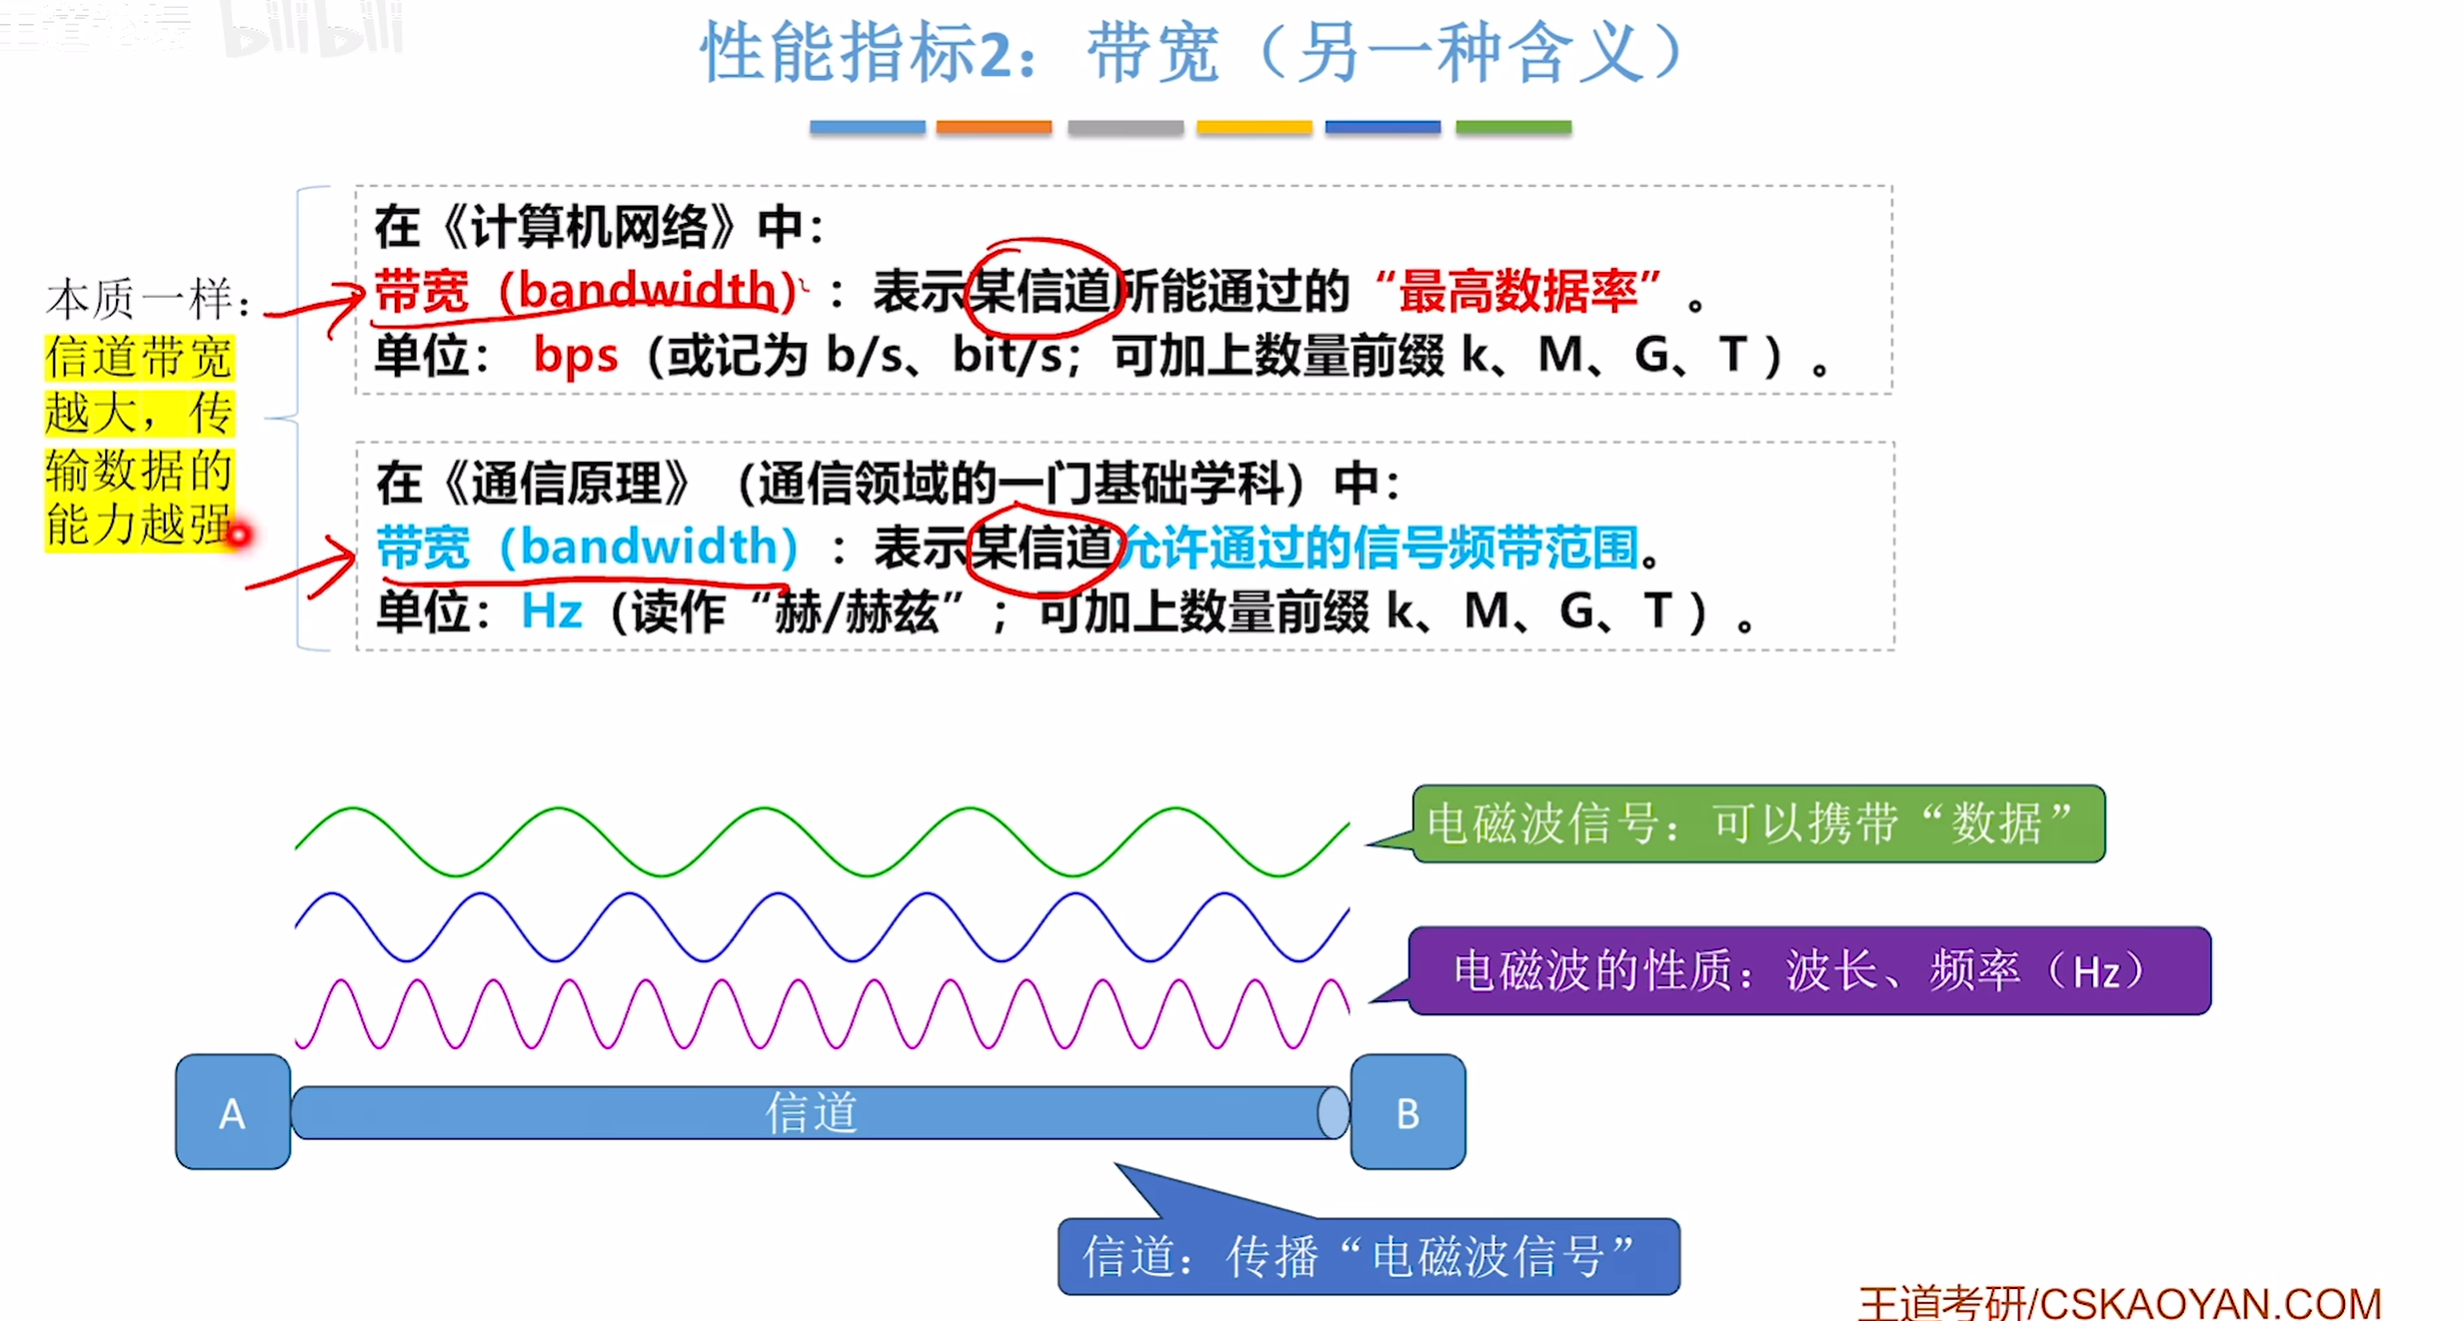 bilibili
性能指标2：带宽（另一种含义）
在《计算机网络》中：
带宽（bandwidth）：表示某信道所能通过的“最高数据率”。
单位： bps（或记为 b/s、bit/s；可加上数量前缀 k、M、G、T ）。
本质一样：
信道带宽
越大，传
输数据的
能力越强
在《通信原理》（通信领域的一门基础学科）中：
带宽（bandwidth）：表示某信道允许通过的信号频带范围。
单位：Hz（读作“赫/赫兹”；可加上数量前缀 k、M、G、T ）。
电磁波信号：可以携带“数据”
电磁波的性质：波长、频率（Hz）
A
信道
B
信道：传播“电磁波信号”
王道考研/CSKAOYAN.COM